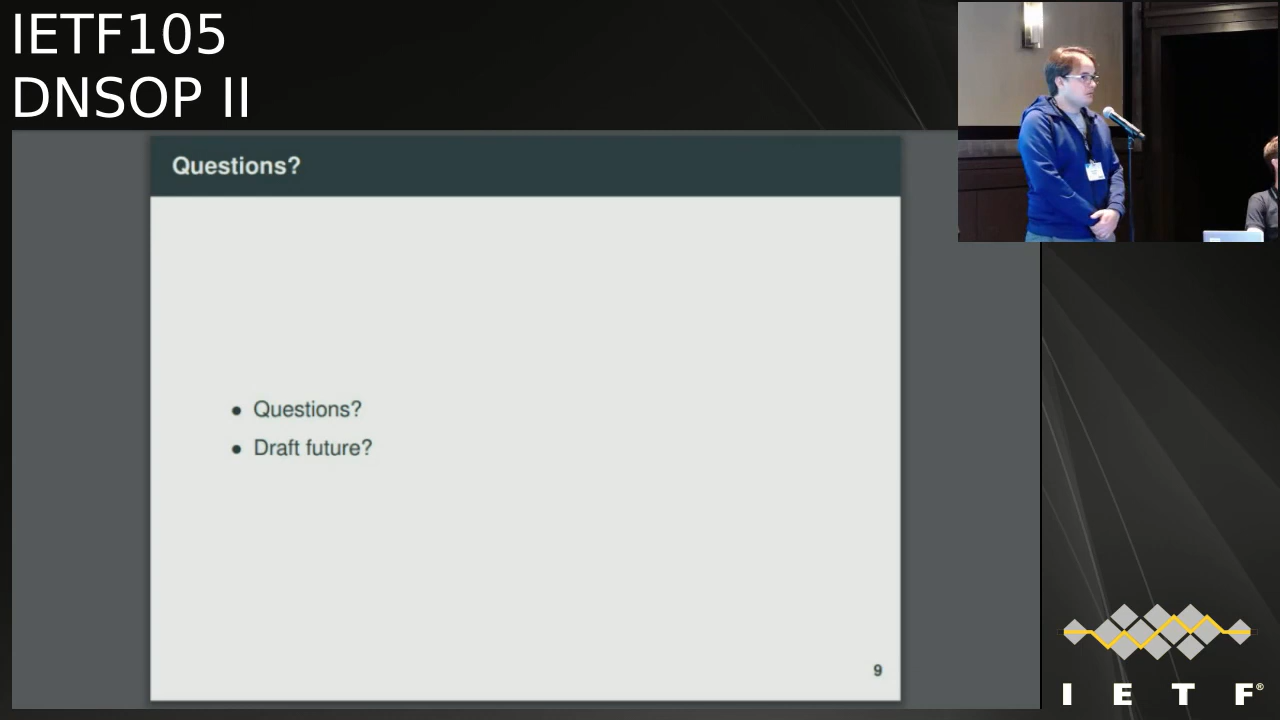 IETF105
DNSOP II
Questions?
● Questions?
● Draft future?
9
I E T F®